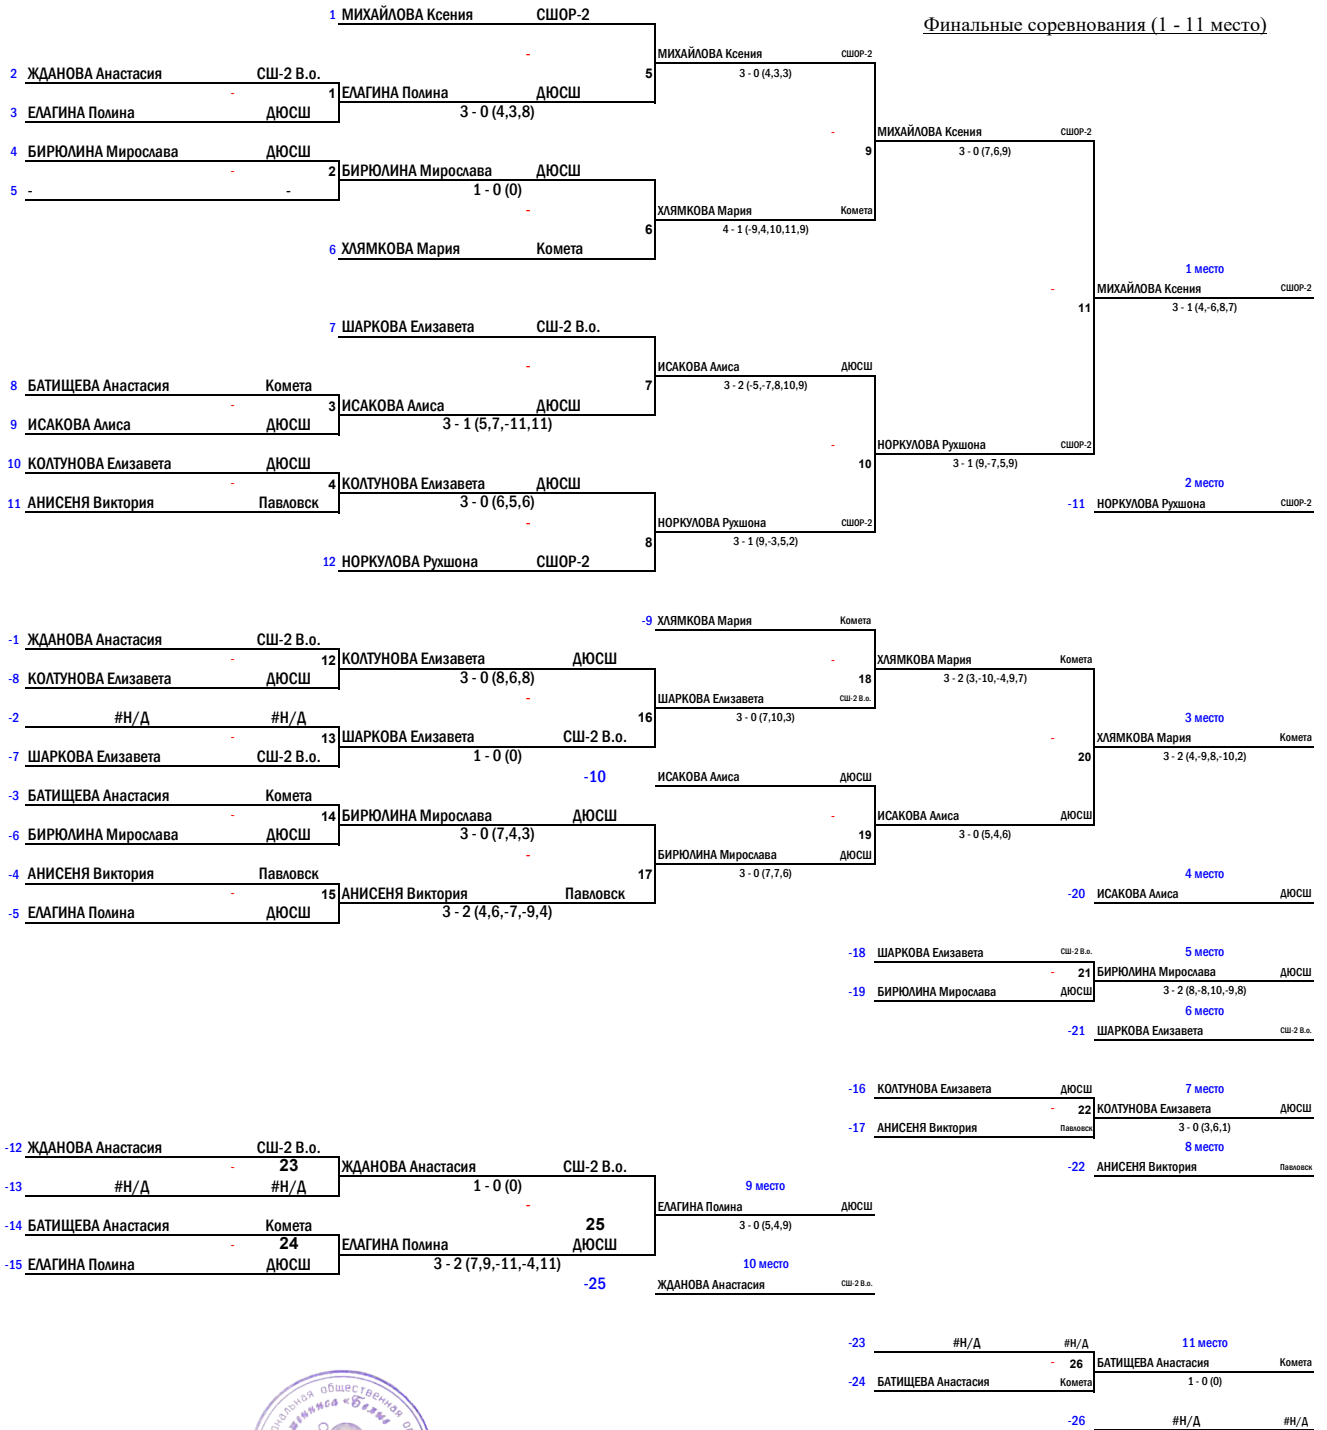 1 МИХАЙЛОВА Ксения СШОР-2
Финальные соревнования (1 - 11 место)
- МИХАЙЛОВА Ксения СШОР-2
2 ЖДАНОВА Анастасия СШ-2 В.о. 5 3 - 0 (4,3,3)
- 1 ЕЛАГИНА Полина ДЮСШ
3 ЕЛАГИНА Полина ДЮСШ 3 - 0 (4,3,8)
- МИХАЙЛОВА Ксения СШОР-2
4 БИРЮЛИНА Мирослава ДЮСШ 9 3 - 0 (7,6,9)
- 2 БИРЮЛИНА Мирослава ДЮСШ
5 - - 1 - 0 (0)
- ХЛЯМКОВА Мария Комета
6 4 - 1 (-9,4,10,11,9)
6 ХЛЯМКОВА Мария Комета
1 место
- МИХАЙЛОВА Ксения СШОР-2
11 3 - 1 (4,-6,8,7)
7 ШАРКОВА Елизавета СШ-2 В.о.
- ИСАКОВА Алиса ДЮСШ
8 БАТИЩЕВА Анастасия Комета 7 3 - 2 (-5,-7,8,10,9)
- 3 ИСАКОВА Алиса ДЮСШ
9 ИСАКОВА Алиса ДЮСШ 3 - 1 (5,7,-11,11)
- НОРКУЛОВА Рухшона СШОР-2
10 КОЛТУНОВА Елизавета ДЮСШ 10 3 - 1 (9,-7,5,9)
- 4 КОЛТУНОВА Елизавета ДЮСШ 2 место
11 АНИСЕНЯ Виктория Павловск 3 - 0 (6,5,6) -11 НОРКУЛОВА Рухшона СШОР-2
- НОРКУЛОВА Рухшона СШОР-2
8 3 - 1 (9,-3,5,2)
12 НОРКУЛОВА Рухшона СШОР-2
-9 ХЛЯМКОВА Мария Комета
-1 ЖДАНОВА Анастасия СШ-2 В.о.
- 12 КОЛТУНОВА Елизавета ДЮСШ - ХЛЯМКОВА Мария Комета
-8 КОЛТУНОВА Елизавета ДЮСШ 3 - 0 (8,6,8) 18 3 - 2 (3,-10,-4,9,7)
- ШАРКОВА Елизавета СШ-2 В.о.
-2 #Н/Д #Н/Д 16 3 - 0 (7,10,3) 3 место
- 13 ШАРКОВА Елизавета СШ-2 В.о. - ХЛЯМКОВА Мария Комета
-7 ШАРКОВА Елизавета СШ-2 В.о. 1 - 0 (0) 20 3 - 2 (4,-9,8,-10,2)
-10 ИСАКОВА Алиса ДЮСШ
-3 БАТИЩЕВА Анастасия Комета
- 14 БИРЮЛИНА Мирослава ДЮСШ - ИСАКОВА Алиса ДЮСШ
-6 БИРЮЛИНА Мирослава ДЮСШ 3 - 0 (7,4,3) 19 3 - 0 (5,4,6)
- БИРЮЛИНА Мирослава ДЮСШ
-4 АНИСЕНЯ Виктория Павловск 17 3 - 0 (7,7,6) 4 место
- 15 АНИСЕНЯ Виктория Павловск -20 ИСАКОВА Алиса ДЮСШ
-5 ЕЛАГИНА Полина ДЮСШ 3 - 2 (4,6,-7,-9,4)
-18 ШАРКОВА Елизавета СШ-2 В.о. 5 место
- 21 БИРЮЛИНА Мирослава ДЮСШ
-19 БИРЮЛИНА Мирослава ДЮСШ 3 - 2 (8,-8,10,-9,8)
6 место
-21 ШАРКОВА Елизавета СШ-2 В.о.
-16 КОЛТУНОВА Елизавета ДЮСШ 7 место
- 22 КОЛТУНОВА Елизавета ДЮСШ
-17 АНИСЕНЯ Виктория Павловск 3 - 0 (3,6,1)
-12 ЖДАНОВА Анастасия СШ-2 В.о. 8 место
- 23 ЖДАНОВА Анастасия СШ-2 В.о. -22 АНИСЕНЯ Виктория Павловск
-13 #Н/Д #Н/Д 1 - 0 (0) 9 место
- ЕЛАГИНА Полина ДЮСШ
-14 БАТИЩЕВА Анастасия Комета 25 3 - 0 (5,4,9)
- 24 ЕЛАГИНА Полина ДЮСШ
-15 ЕЛАГИНА Полина ДЮСШ 3 - 2 (7,9,-11,-4,11) 10 место
-25 ЖДАНОВА Анастасия СШ-2 В.о.
-23 #Н/Д #Н/Д 11 место
- 26 БАТИЩЕВА Анастасия Комета
-24 БАТИЩЕВА Анастасия Комета 1 - 0 (0)
-26 #Н/Д #Н/Д
общественная